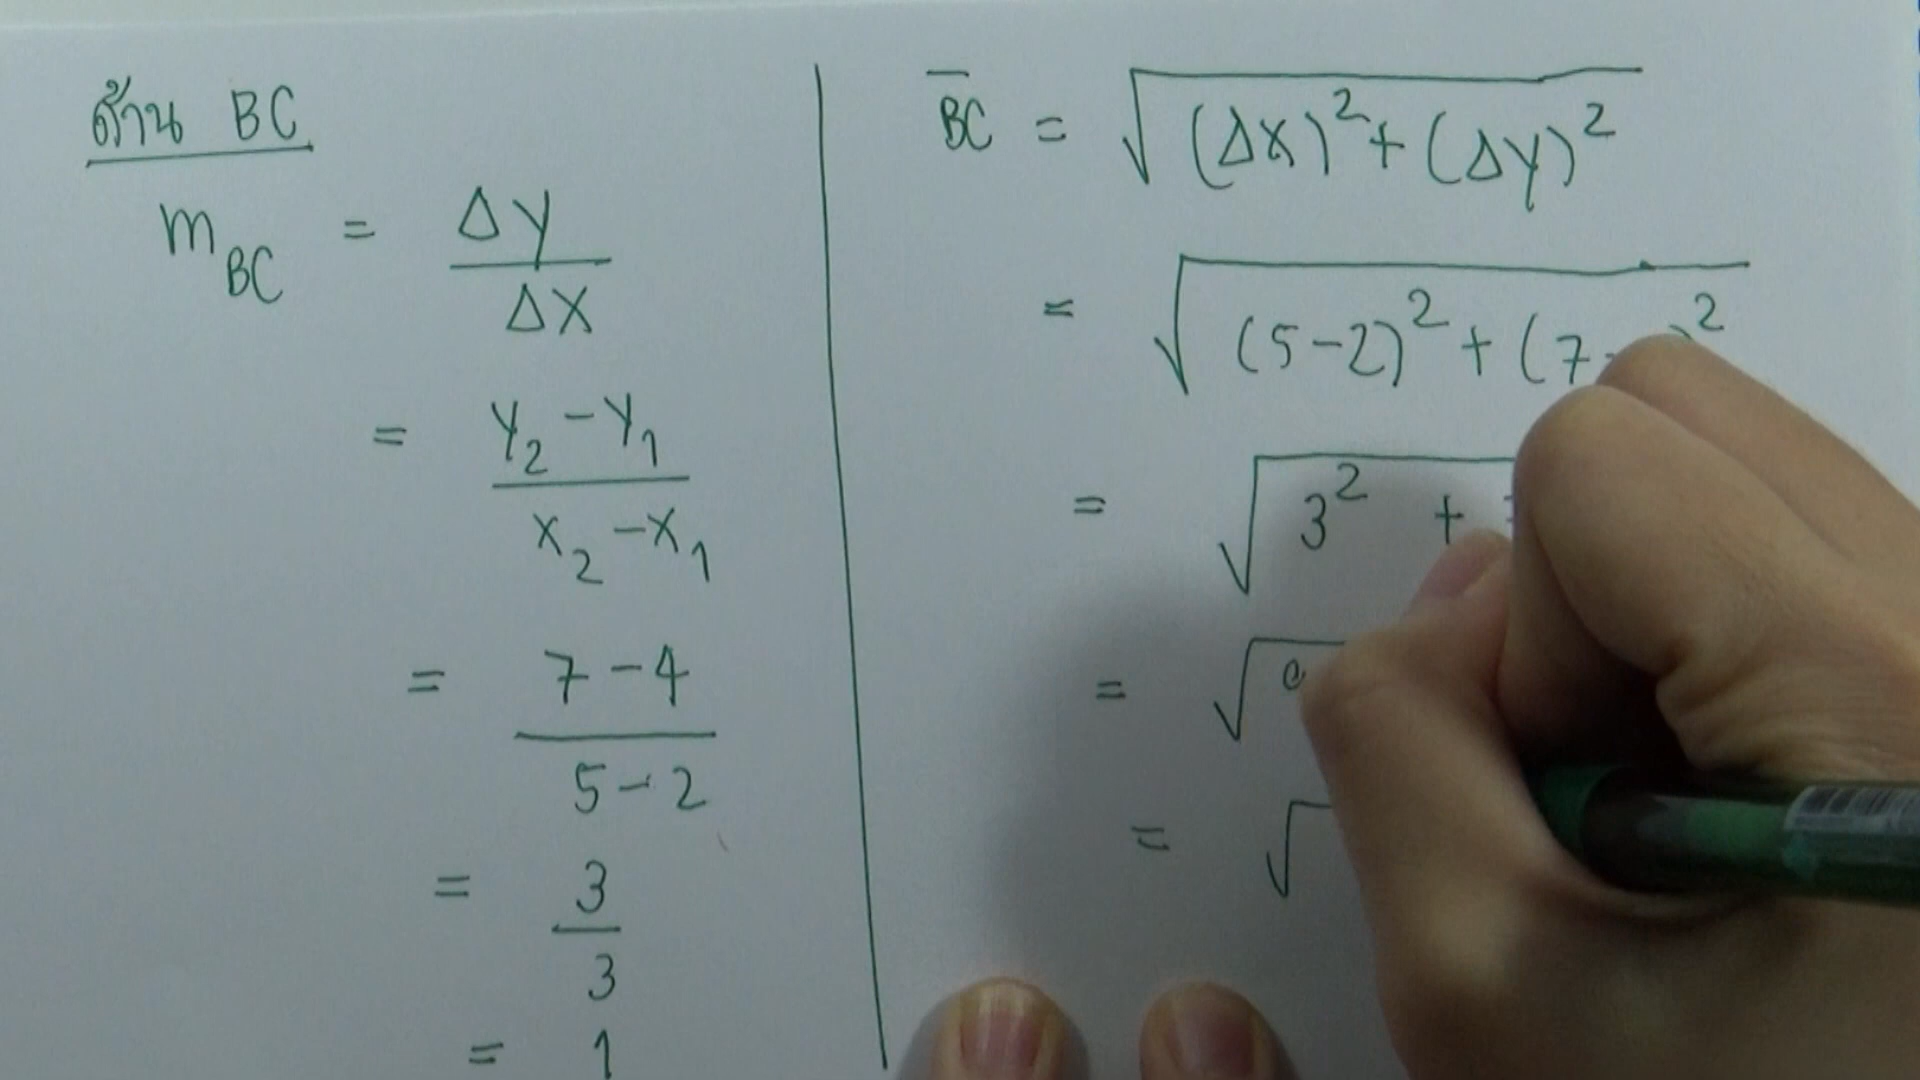 ด้าน BC
m_BC = Δy / Δx
= y₂ - y₁ / x₂ - x₁
= 7 - 4 / 5 - 2
= 3 / 3
= 1
BC = √(Δx)² + (Δy)²
= √(5-2)² + (7- )²
= √3² +
= √
= √